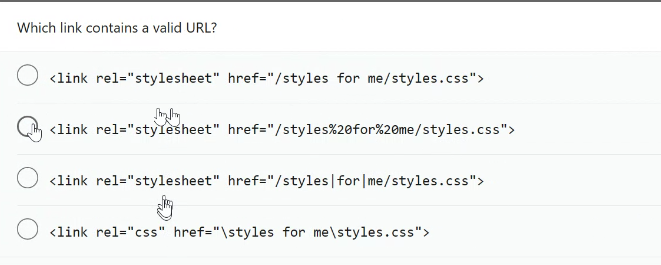 Which link contains a valid URL?
<link rel="stylesheet" href="/styles for me/styles.css">
<link rel="stylesheet" href="/styles%20for%20me/styles.css">
<link rel="stylesheet" href="/styles|for|me/styles.css">
<link rel="css" href="\styles for me\styles.css">